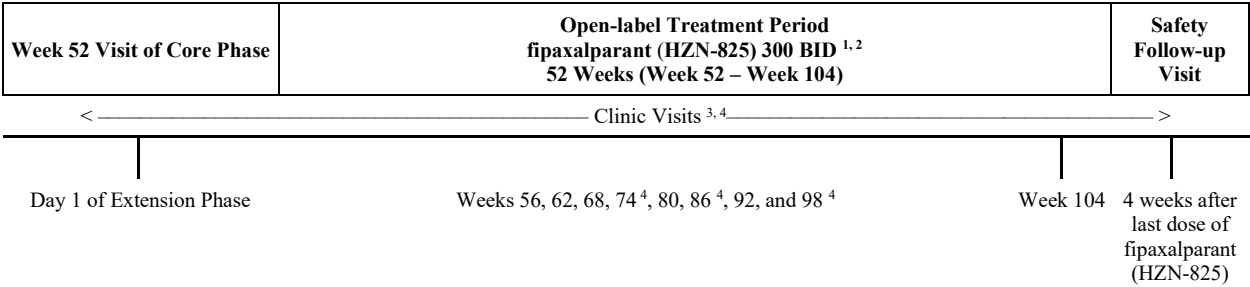 Week 52 Visit of Core Phase
Open-label Treatment Period
fipaxalparant (HZN-825) 300 BID 1, 2
52 Weeks (Week 52 – Week 104)
Safety
Follow-up
Visit
< Clinic Visits 3, 4 >
Day 1 of Extension Phase
Weeks 56, 62, 68, 74 4, 80, 86 4, 92, and 98 4
Week 104
4 weeks after
last dose of
fipaxalparant
(HZN-825)